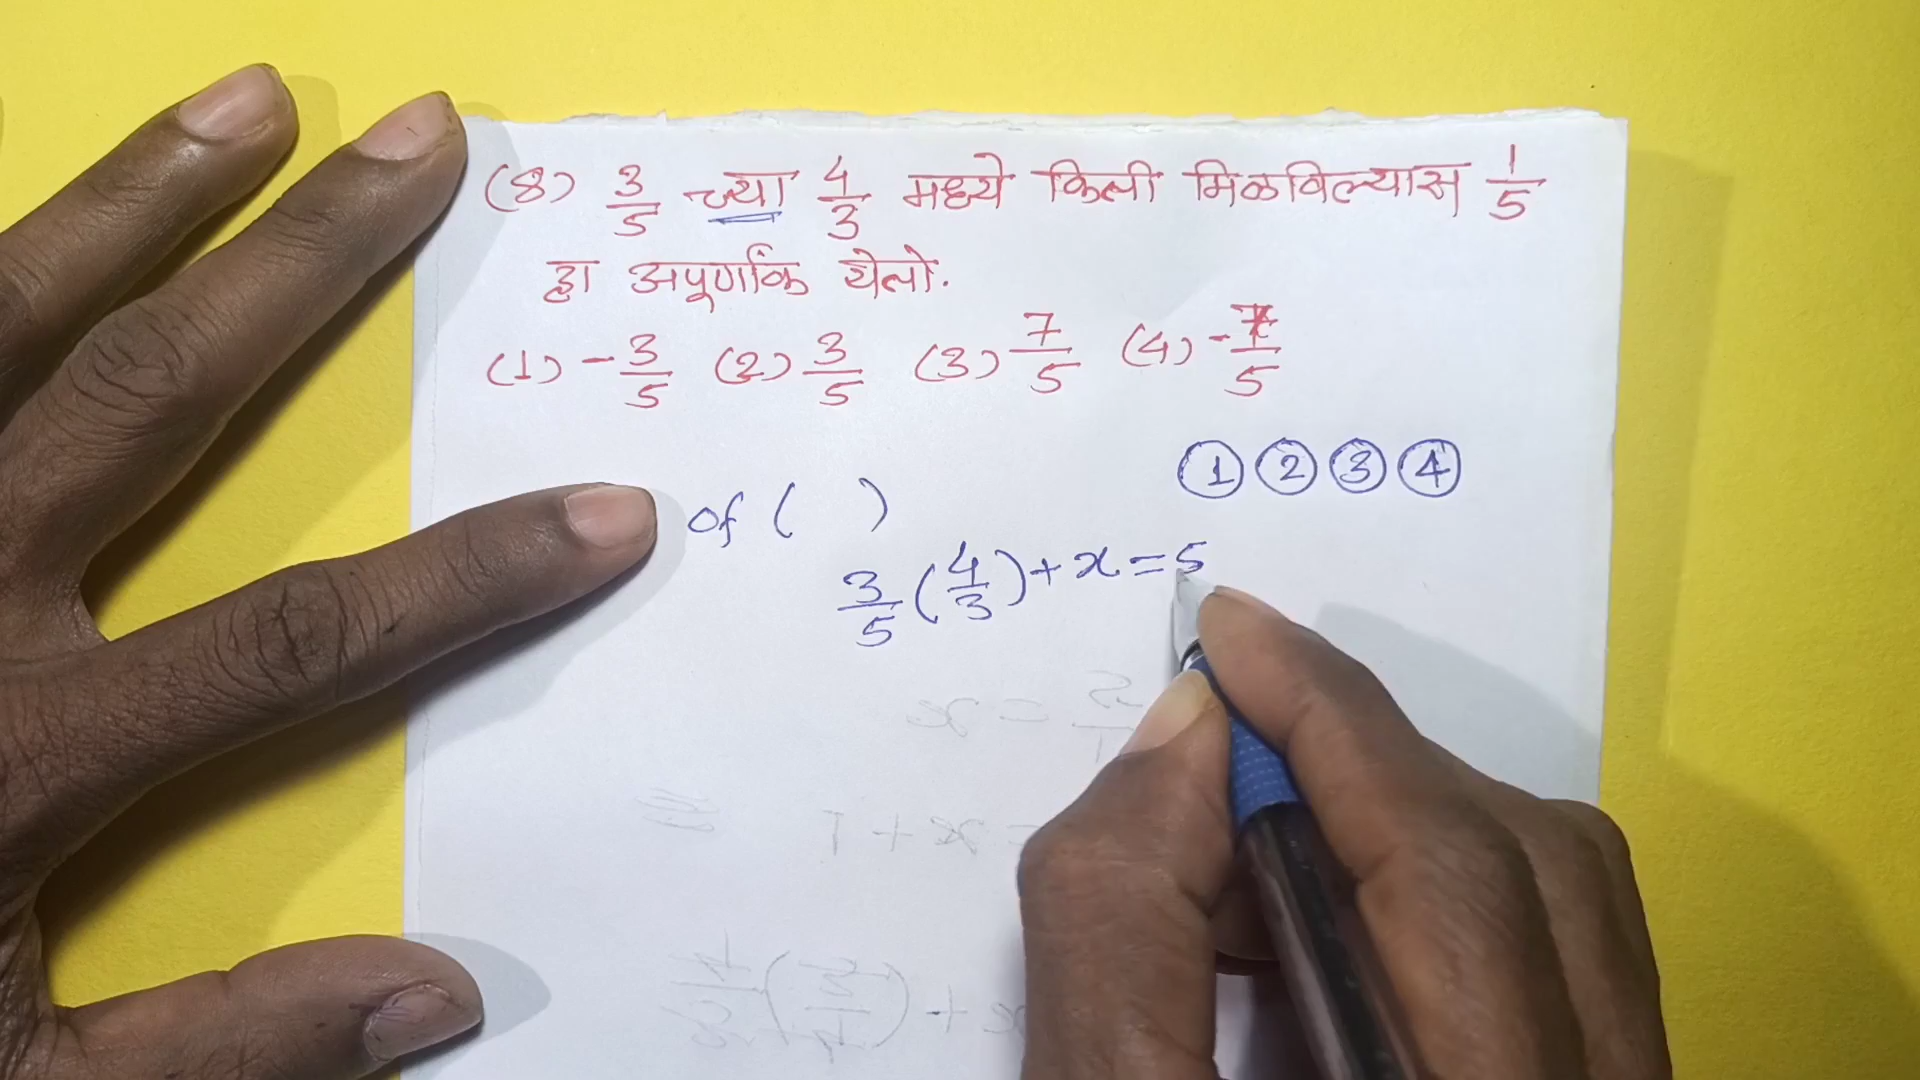 (8) 3/5 च्या 4/3 मध्ये किती मिळविल्यास 1/5
हा अपूर्णांक येतो.
(1) -3/5 (2) 3/5 (3) 7/5 (4) -7/5
① ② ③ ④
of ( )
3/5 (4/3) + x = 5